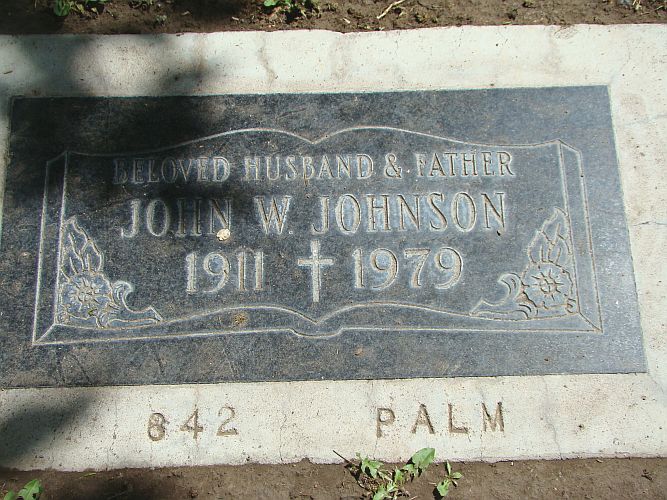 BELOVED HUSBAND & FATHER
JOHN W. JOHNSON
1911 1979
842 PALM